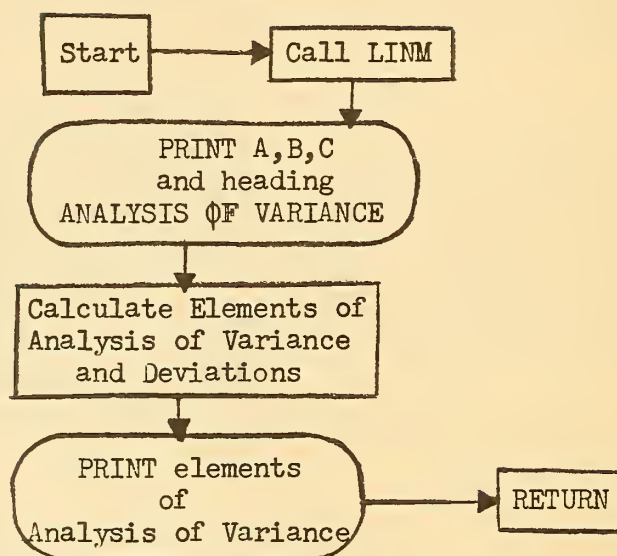 Start
Call LINM
PRINT A,B,C
and heading
ANALYSIS ΦF VARIANCE
Calculate Elements of
Analysis of Variance
and Deviations
PRINT elements
of
Analysis of Variance
RETURN